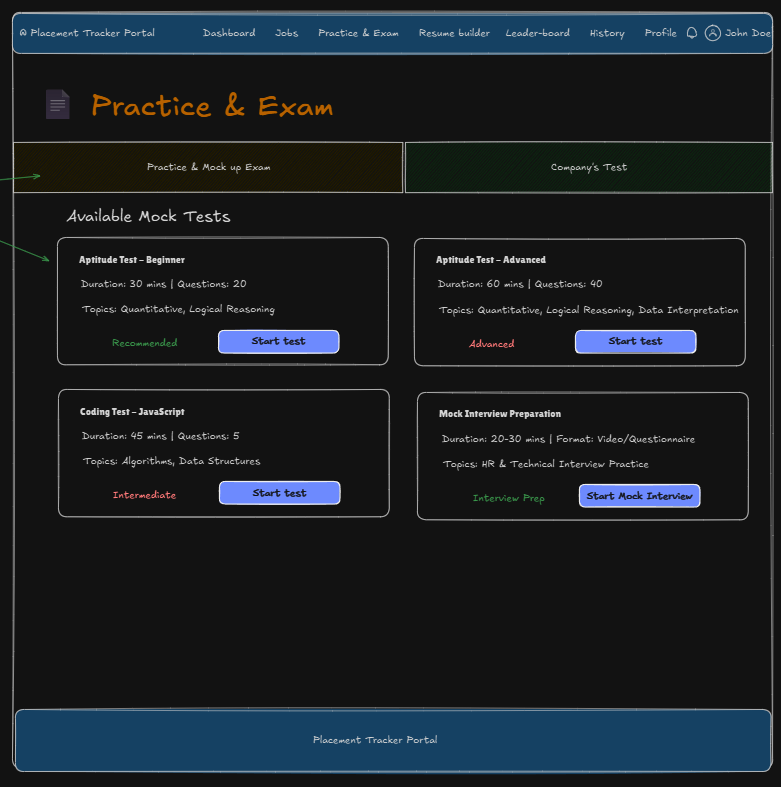 Placement Tracker Portal Dashboard Jobs Practice & Exam Resume builder Leader-board History Profile John Doe
Practice & Exam
Practice & Mock up Exam
Company's Test
Available Mock Tests
Aptitude Test – Beginner
Duration: 30 mins | Questions: 20
Topics: Quantitative, Logical Reasoning
Recommended
Start test
Aptitude Test – Advanced
Duration: 60 mins | Questions: 40
Topics: Quantitative, Logical Reasoning, Data Interpretation
Advanced
Start test
Coding Test – JavaScript
Duration: 45 mins | Questions: 5
Topics: Algorithms, Data Structures
Intermediate
Start test
Mock Interview Preparation
Duration: 20-30 mins | Format: Video/Questionnaire
Topics: HR & Technical Interview Practice
Interview Prep
Start Mock Interview
Placement Tracker Portal